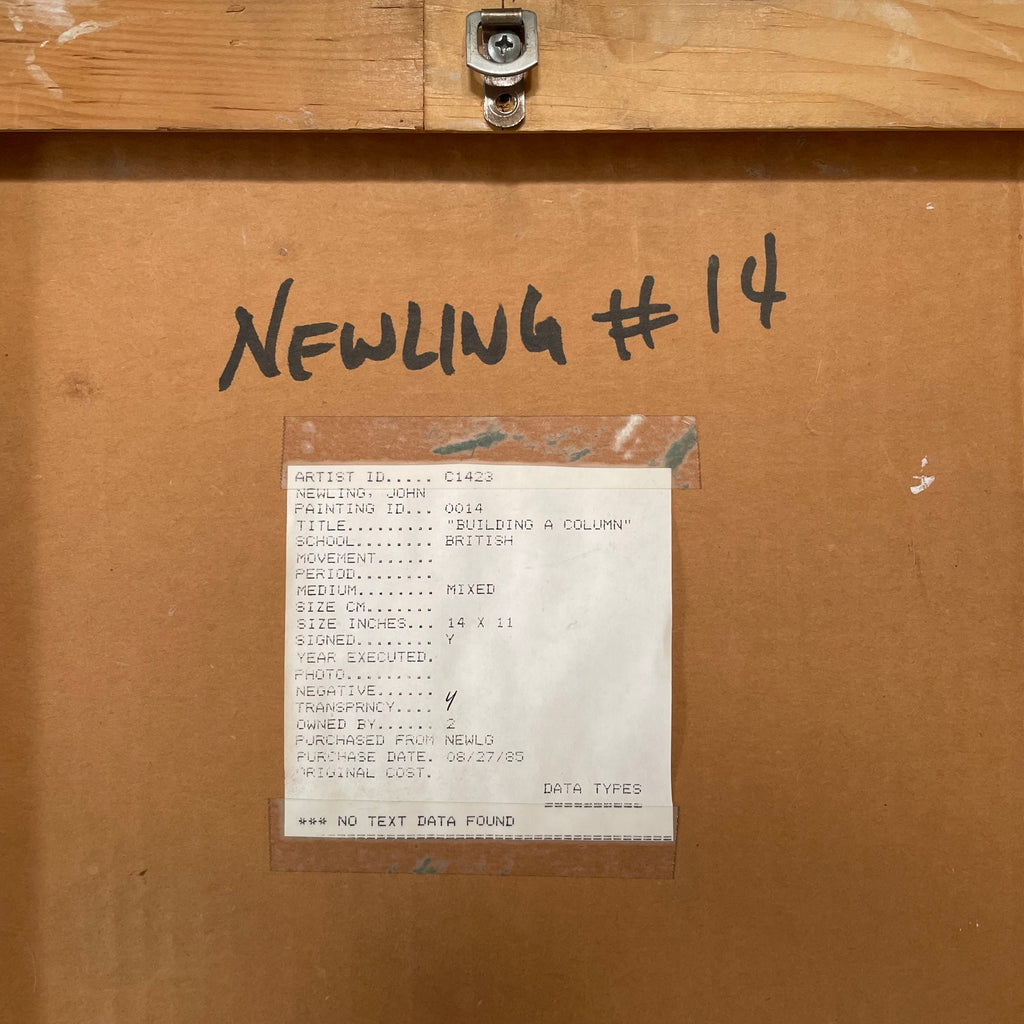 NEWLING # 14
ARTIST ID..... C1423
NEWLING, JOHN
PAINTING ID... 0014
TITLE......... "BUILDING A COLUMN"
SCHOOL........ BRITISH
MOVEMENT......
PERIOD........
MEDIUM........ MIXED
SIZE CM.......
SIZE INCHES... 14 X 11
SIGNED........ Y
YEAR EXECUTED.
PHOTO.........
NEGATIVE......
TRANSPRNCY.... y
OWNED BY...... 2
PURCHASED FROM NEWLG
PURCHASE DATE. 08/27/85
ORIGINAL COST.
DATA TYPES
==========
*** NO TEXT DATA FOUND